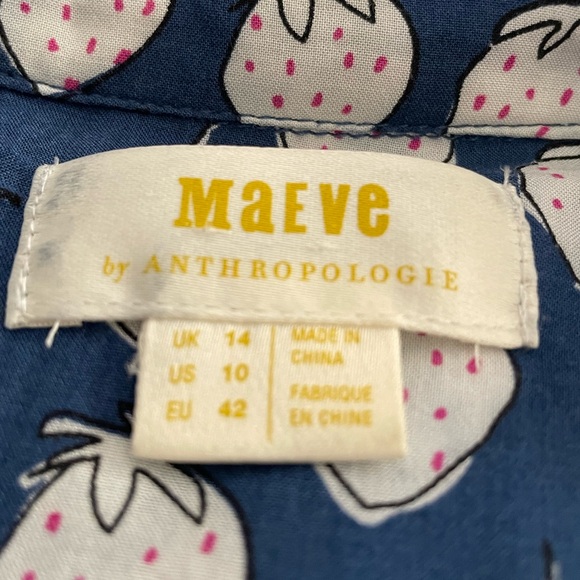 MaEve
by ANTHROPOLOGIE
UK 14
US 10
EU 42
MADE IN
CHINA
FABRIQUE
EN CHINE